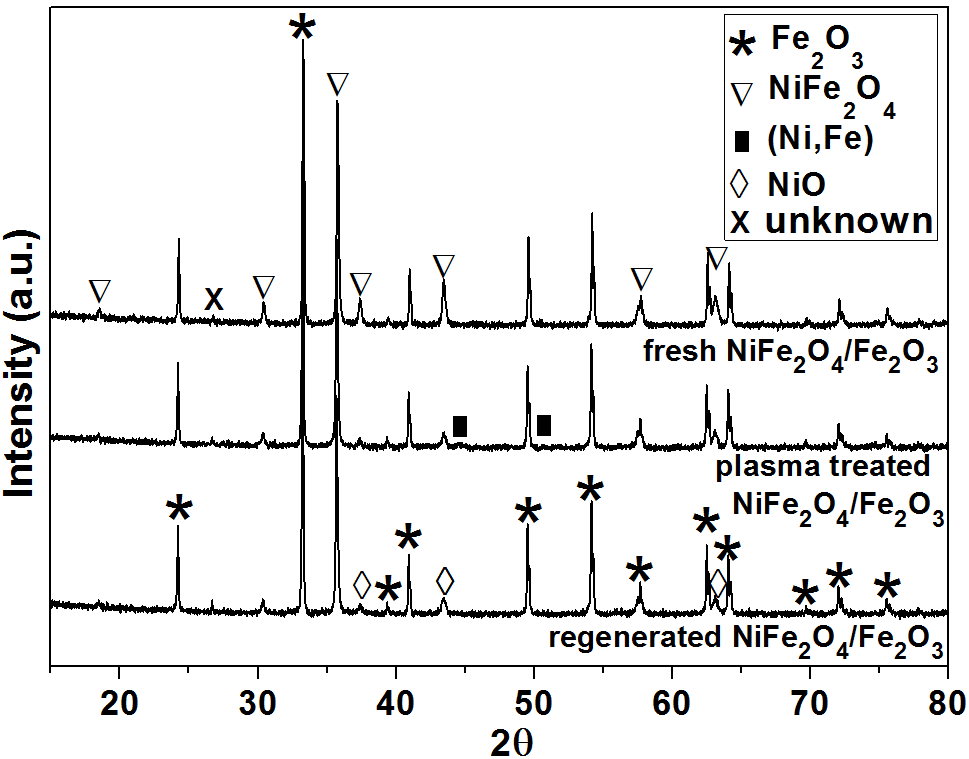 * Fe₂O₃
▽ NiFe₂O₄
■ (Ni,Fe)
◊ NiO
X unknown
X
fresh NiFe₂O₄/Fe₂O₃
plasma treated
NiFe₂O₄/Fe₂O₃
regenerated NiFe₂O₄/Fe₂O₃
Intensity (a.u.)
20 30 40 50 60 70 80
2θ